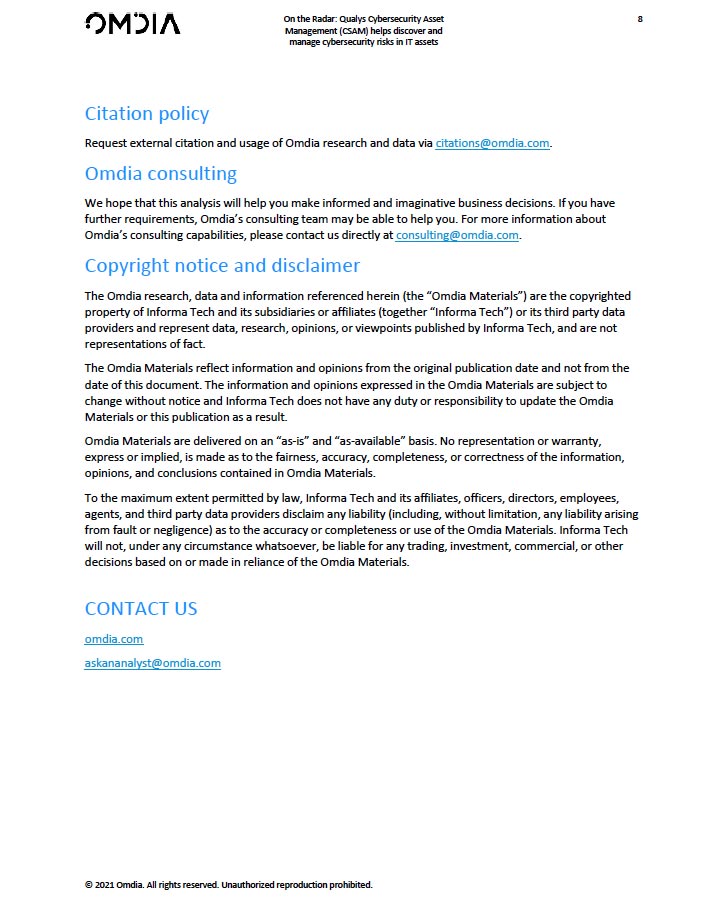 OMDIA
On the Radar: Qualys Cybersecurity Asset
Management (CSAM) helps discover and
manage cybersecurity risks in IT assets
8
Citation policy
Request external citation and usage of Omdia research and data via citations@omdia.com.
Omdia consulting
We hope that this analysis will help you make informed and imaginative business decisions. If you have
further requirements, Omdia’s consulting team may be able to help you. For more information about
Omdia’s consulting capabilities, please contact us directly at consulting@omdia.com.
Copyright notice and disclaimer
The Omdia research, data and information referenced herein (the “Omdia Materials”) are the copyrighted
property of Informa Tech and its subsidiaries or affiliates (together “Informa Tech”) or its third party data
providers and represent data, research, opinions, or viewpoints published by Informa Tech, and are not
representations of fact.
The Omdia Materials reflect information and opinions from the original publication date and not from the
date of this document. The information and opinions expressed in the Omdia Materials are subject to
change without notice and Informa Tech does not have any duty or responsibility to update the Omdia
Materials or this publication as a result.
Omdia Materials are delivered on an “as-is” and “as-available” basis. No representation or warranty,
express or implied, is made as to the fairness, accuracy, completeness, or correctness of the information,
opinions, and conclusions contained in Omdia Materials.
To the maximum extent permitted by law, Informa Tech and its affiliates, officers, directors, employees,
agents, and third party data providers disclaim any liability (including, without limitation, any liability arising
from fault or negligence) as to the accuracy or completeness or use of the Omdia Materials. Informa Tech
will not, under any circumstance whatsoever, be liable for any trading, investment, commercial, or other
decisions based on or made in reliance of the Omdia Materials.
CONTACT US
omdia.com
askananalyst@omdia.com
© 2021 Omdia. All rights reserved. Unauthorized reproduction prohibited.